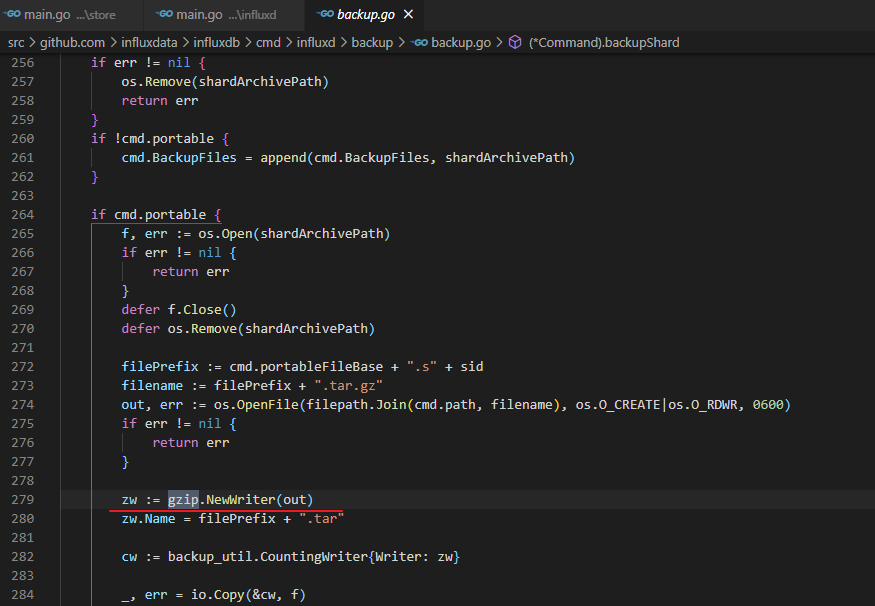 GO main.go ...\store GO main.go ...\influxd GO backup.go ×
src > github.com > influxdata > influxdb > cmd > influxd > backup > GO backup.go > (*Command).backupShard
256 if err != nil {
257 os.Remove(shardArchivePath)
258 return err
259 }
260 if !cmd.portable {
261 cmd.BackupFiles = append(cmd.BackupFiles, shardArchivePath)
262 }
263
264 if cmd.portable {
265 f, err := os.Open(shardArchivePath)
266 if err != nil {
267 return err
268 }
269 defer f.Close()
270 defer os.Remove(shardArchivePath)
271
272 filePrefix := cmd.portableFileBase + ".s" + sid
273 filename := filePrefix + ".tar.gz"
274 out, err := os.OpenFile(filepath.Join(cmd.path, filename), os.O_CREATE|os.O_RDWR, 0600)
275 if err != nil {
276 return err
277 }
278
279 zw := gzip.NewWriter(out)
280 zw.Name = filePrefix + ".tar"
281
282 cw := backup_util.CountingWriter{Writer: zw}
283
284 _, err = io.Copy(&cw, f)